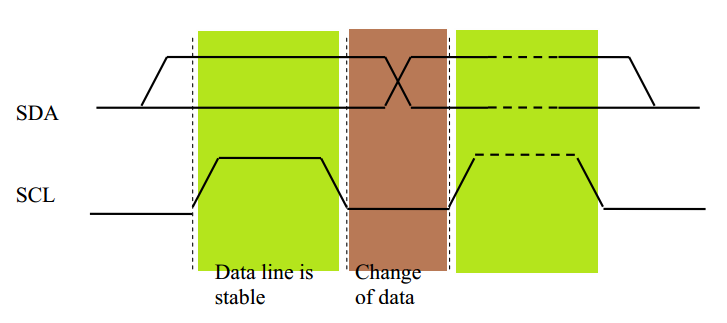 SDA
SCL
Data line is
stable
Change
of data